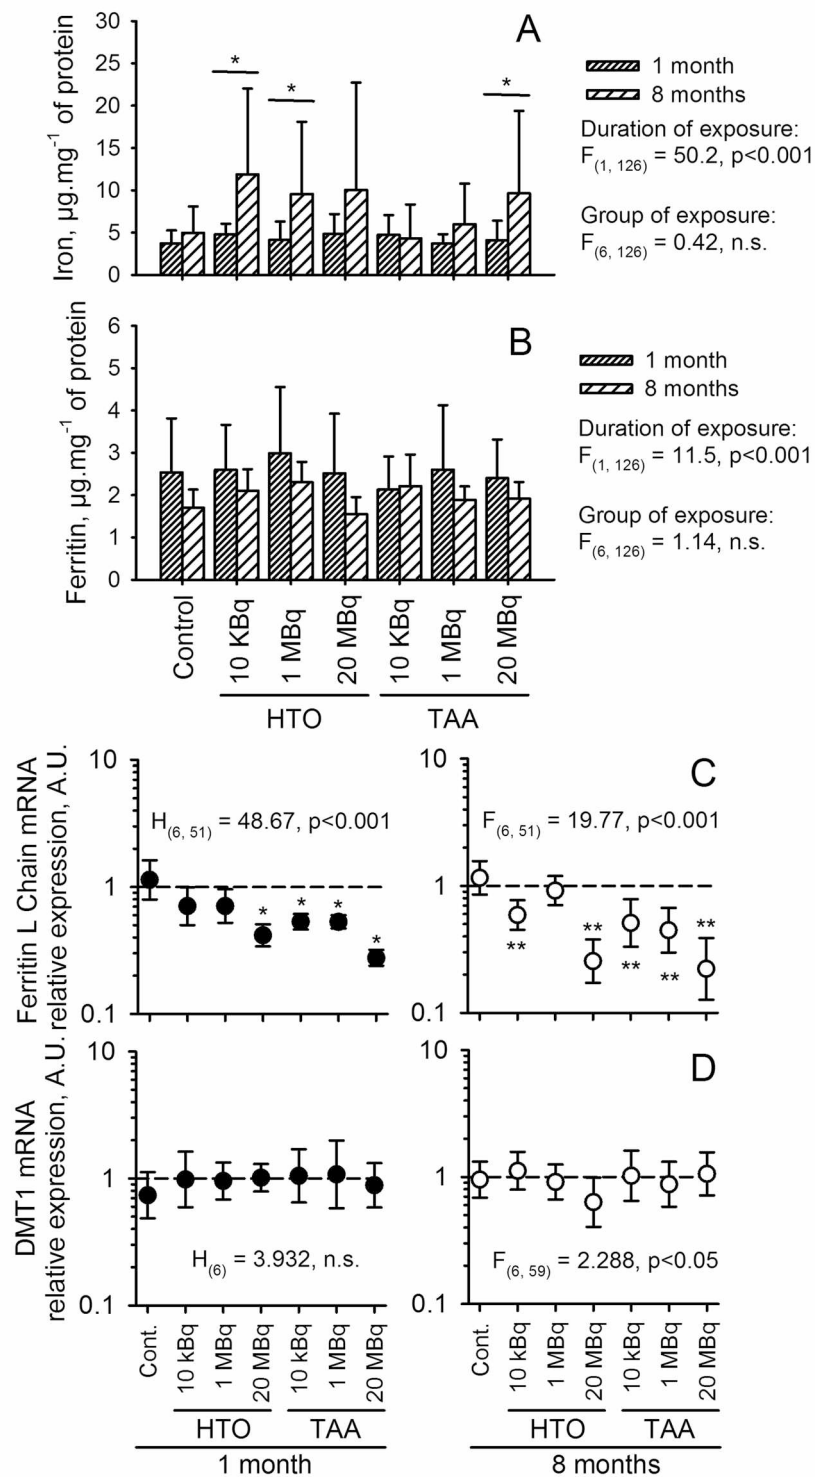 A
30
25
20
15
10
5
0
Iron, µg.mg⁻¹ of protein
*
*
*
1 month
8 months
Duration of exposure:
F(1, 126) = 50.2, p<0.001
Group of exposure:
F(6, 126) = 0.42, n.s.
B
6
5
4
3
2
1
0
Ferritin, µg.mg⁻¹ of protein
1 month
8 months
Duration of exposure:
F(1, 126) = 11.5, p<0.001
Group of exposure:
F(6, 126) = 1.14, n.s.
Control
10 KBq
1 MBq
20 MBq
10 KBq
1 MBq
20 MBq
HTO
TAA
Ferritin L Chain mRNA
relative expression, A.U.
10
1
0.1
H(6, 51) = 48.67, p<0.001
*
*
*
*
C
10
1
0.1
F(6, 51) = 19.77, p<0.001
**
**
**
**
**
DMT1 mRNA
relative expression, A.U.
10
1
0.1
H(6) = 3.932, n.s.
D
10
1
0.1
F(6, 59) = 2.288, p<0.05
Cont.
10 kBq
1 MBq
20 MBq
10 kBq
1 MBq
20 MBq
HTO
TAA
1 month
Cont.
10 kBq
1 MBq
20 MBq
10 kBq
1 MBq
20 MBq
HTO
TAA
8 months